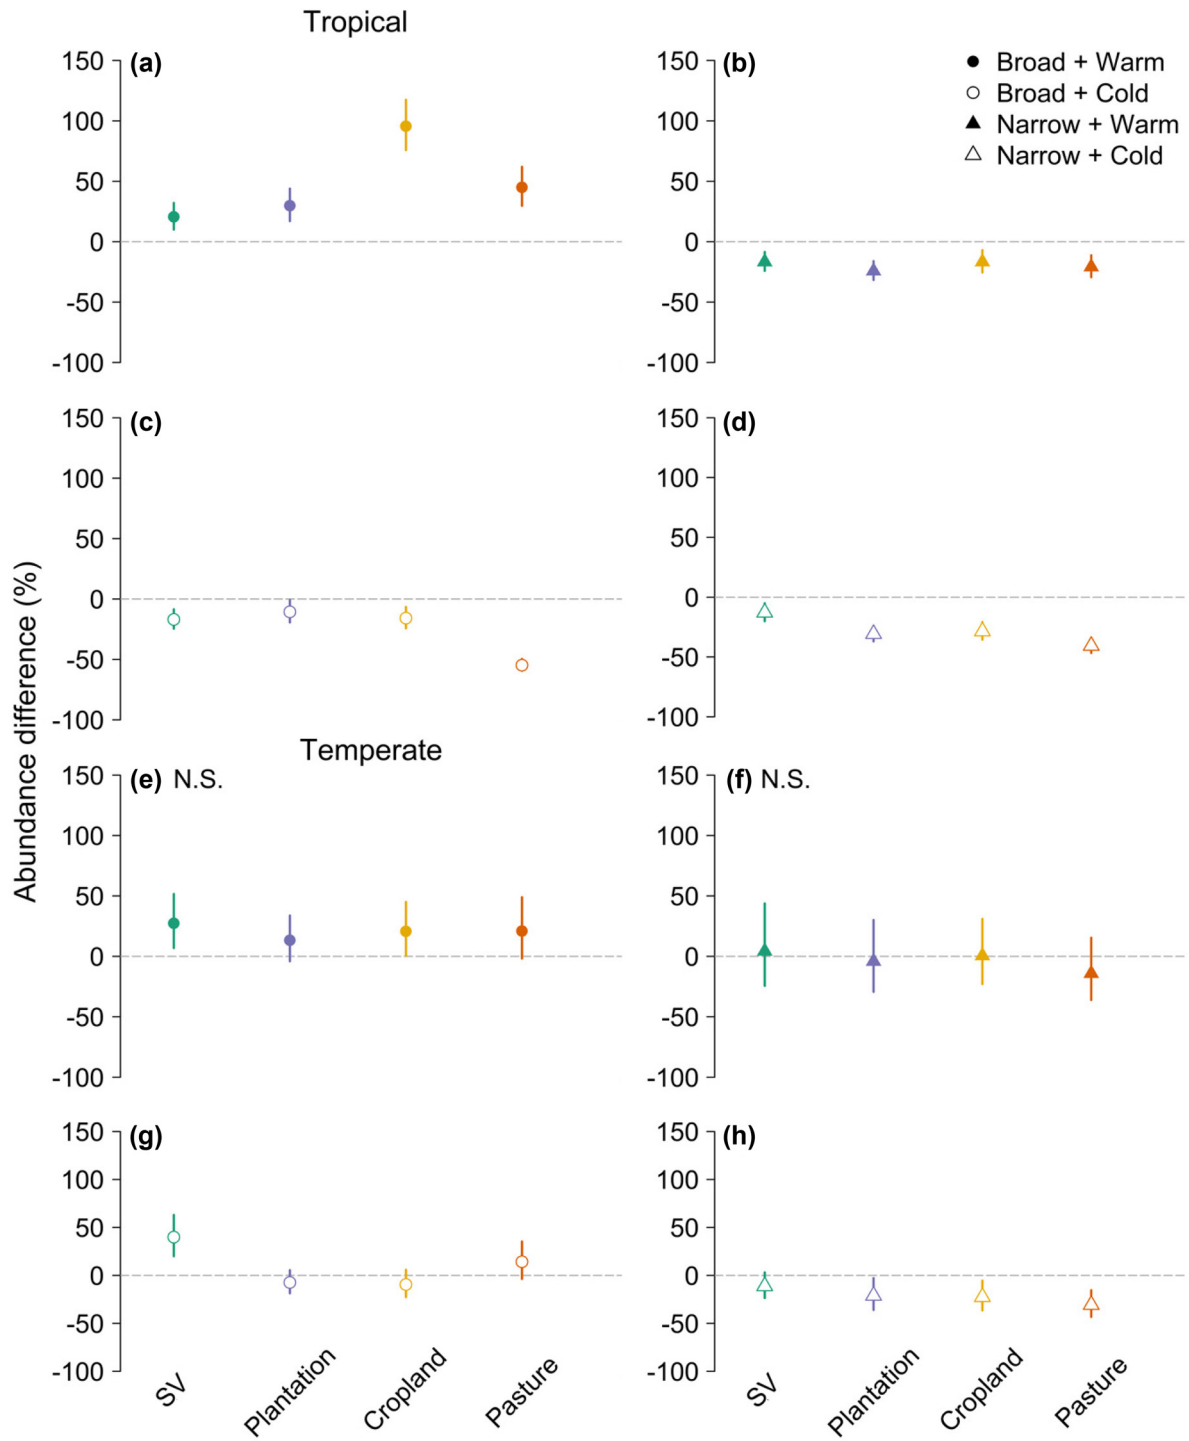 Tropical
(a)
150
100
50
0
-50
-100
(b)
150
100
50
0
-50
-100
Broad + Warm
Broad + Cold
Narrow + Warm
Narrow + Cold
(c)
150
100
50
0
-50
-100
(d)
150
100
50
0
-50
-100
Abundance difference (%)
Temperate
(e) N.S.
150
100
50
0
-50
-100
(f) N.S.
150
100
50
0
-50
-100
(g)
150
100
50
0
-50
-100
SV
Plantation
Cropland
Pasture
(h)
150
100
50
0
-50
-100
SV
Plantation
Cropland
Pasture